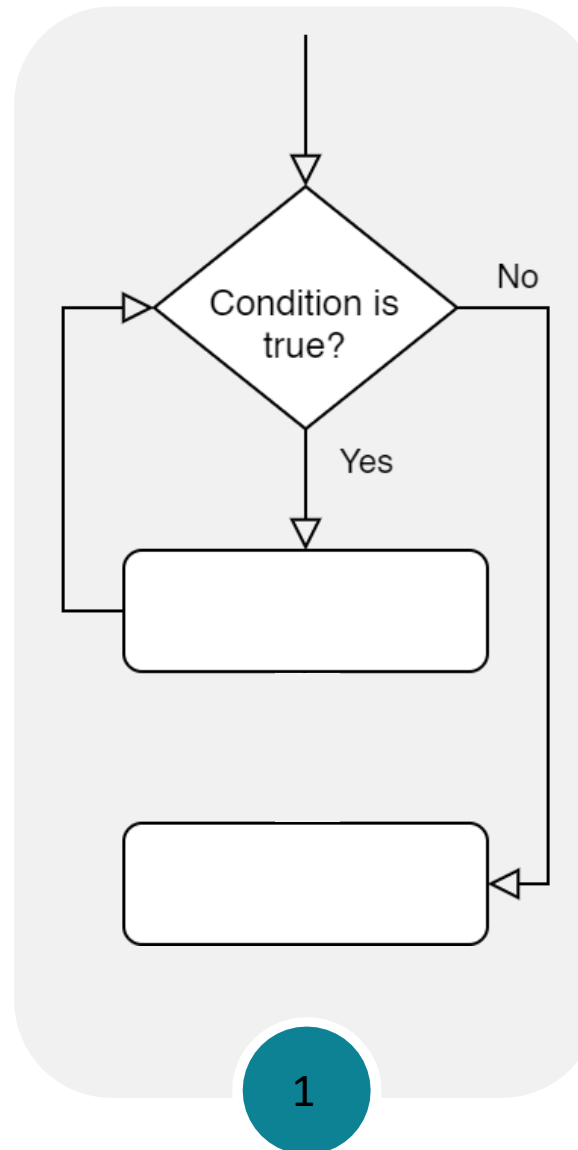 No
Condition is
true?
Yes
1